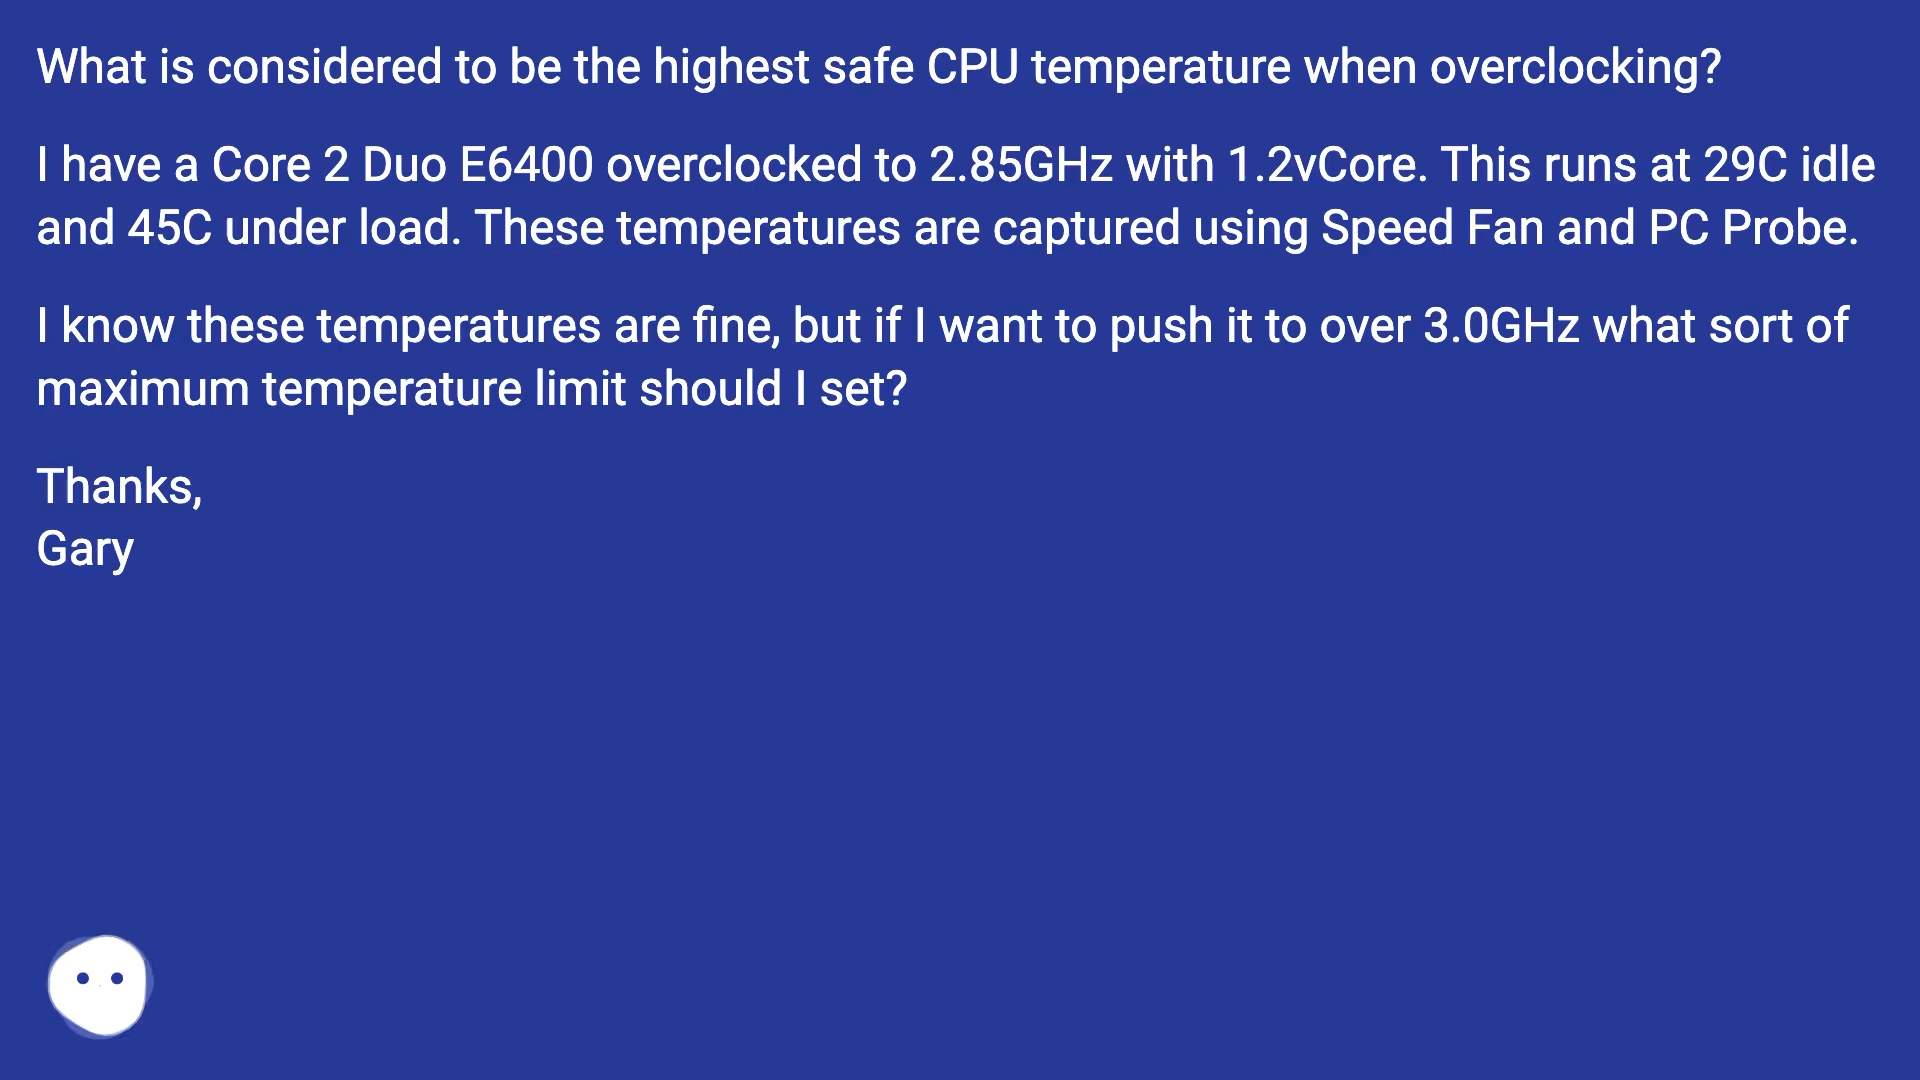 What is considered to be the highest safe CPU temperature when overclocking?
I have a Core 2 Duo E6400 overclocked to 2.85GHz with 1.2vCore. This runs at 29C idle
and 45C under load. These temperatures are captured using Speed Fan and PC Probe.
I know these temperatures are fine, but if I want to push it to over 3.0GHz what sort of
maximum temperature limit should I set?
Thanks,
Gary